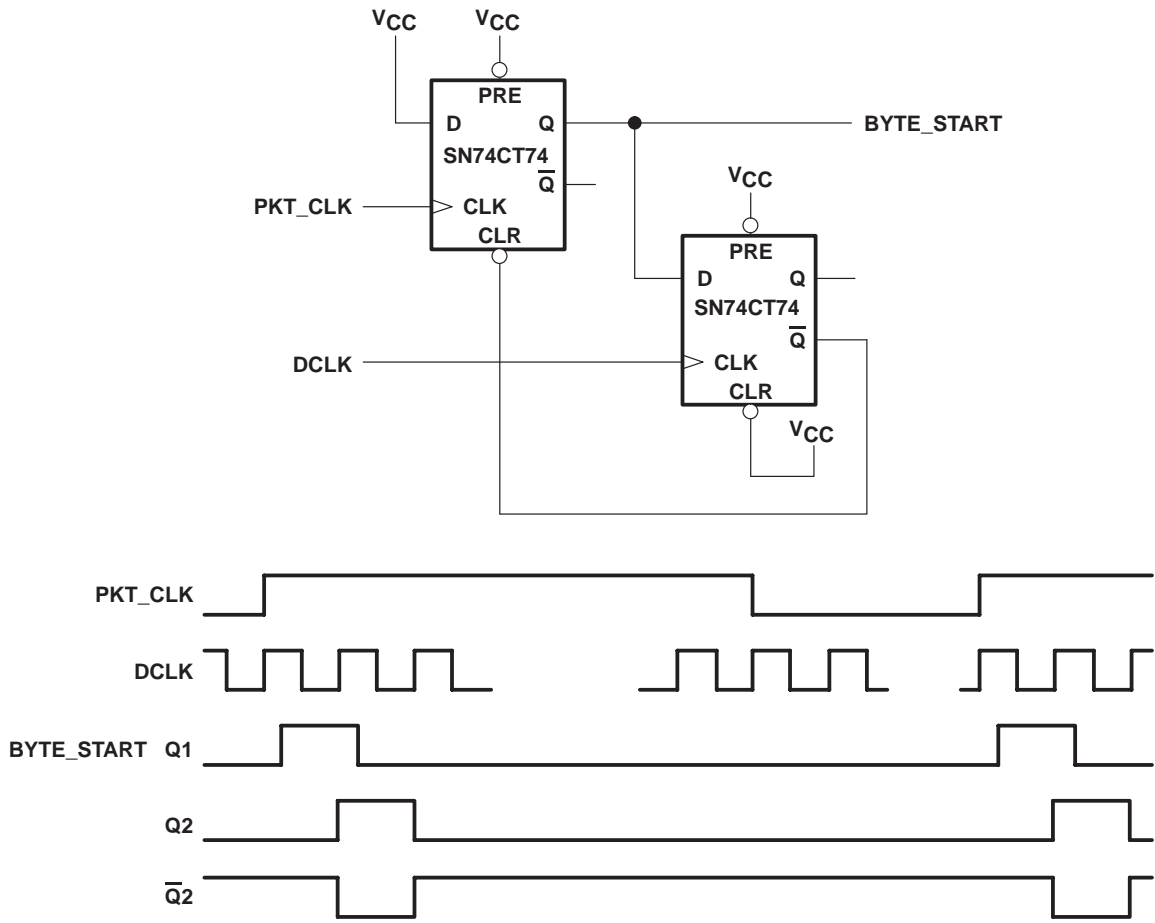 VCC VCC
PRE
D Q
BYTE_START
SN74CT74
Q̅
VCC
PKT_CLK CLK
CLR
PRE
D Q
SN74CT74
Q̅
DCLK CLK
CLR
VCC
PKT_CLK
DCLK
BYTE_START Q1
Q2
Q̅2